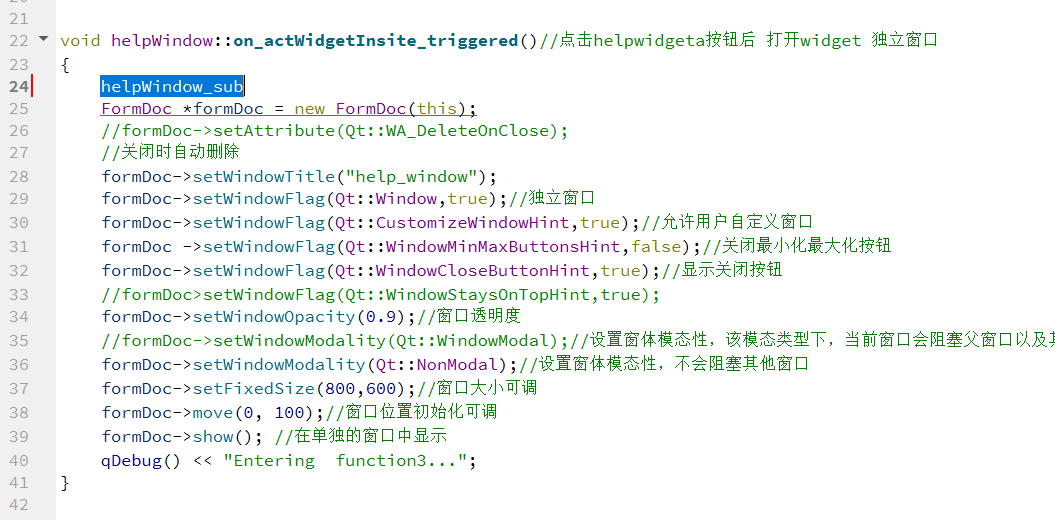 21
22 void helpWindow::on_actWidgetInsite_triggered()//点击helpwidgeta按钮后 打开widget 独立窗口
23 {
24 helpWindow_sub
25 FormDoc *formDoc = new FormDoc(this);
26 //formDoc->setAttribute(Qt::WA_DeleteOnClose);
27 //关闭时自动删除
28 formDoc->setWindowTitle("help_window");
29 formDoc->setWindowFlag(Qt::Window,true);//独立窗口
30 formDoc->setWindowFlag(Qt::CustomizeWindowHint,true);//允许用户自定义窗口
31 formDoc ->setWindowFlag(Qt::WindowMinMaxButtonsHint,false);//关闭最小化最大化按钮
32 formDoc->setWindowFlag(Qt::WindowCloseButtonHint,true);//显示关闭按钮
33 //formDoc>setWindowFlag(Qt::WindowStaysOnTopHint,true);
34 formDoc->setWindowOpacity(0.9);//窗口透明度
35 //formDoc->setWindowModality(Qt::WindowModal);//设置窗体模态性，该模态类型下，当前窗口会阻塞父窗口以及
36 formDoc->setWindowModality(Qt::NonModal);//设置窗体模态性，不会阻塞其他窗口
37 formDoc->setFixedSize(800,600);//窗口大小可调
38 formDoc->move(0, 100);//窗口位置初始化可调
39 formDoc->show(); //在单独的窗口中显示
40 qDebug() << "Entering  function3...";
41 }
42